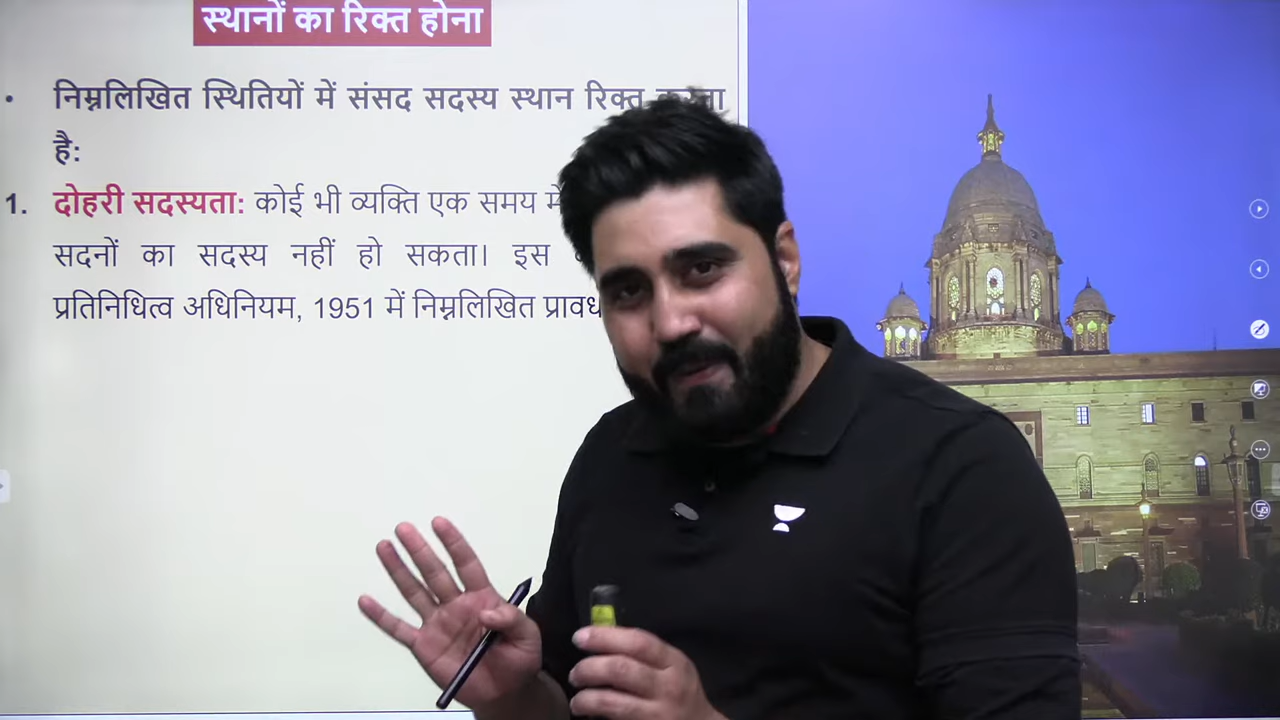 स्थानों का रिक्त होना
• निम्नलिखित स्थितियों में संसद सदस्य स्थान रिक्त करता
है:
1. दोहरी सदस्यता: कोई भी व्यक्ति एक समय में
सदनों का सदस्य नहीं हो सकता। इस
प्रतिनिधित्व अधिनियम, 1951 में निम्नलिखित